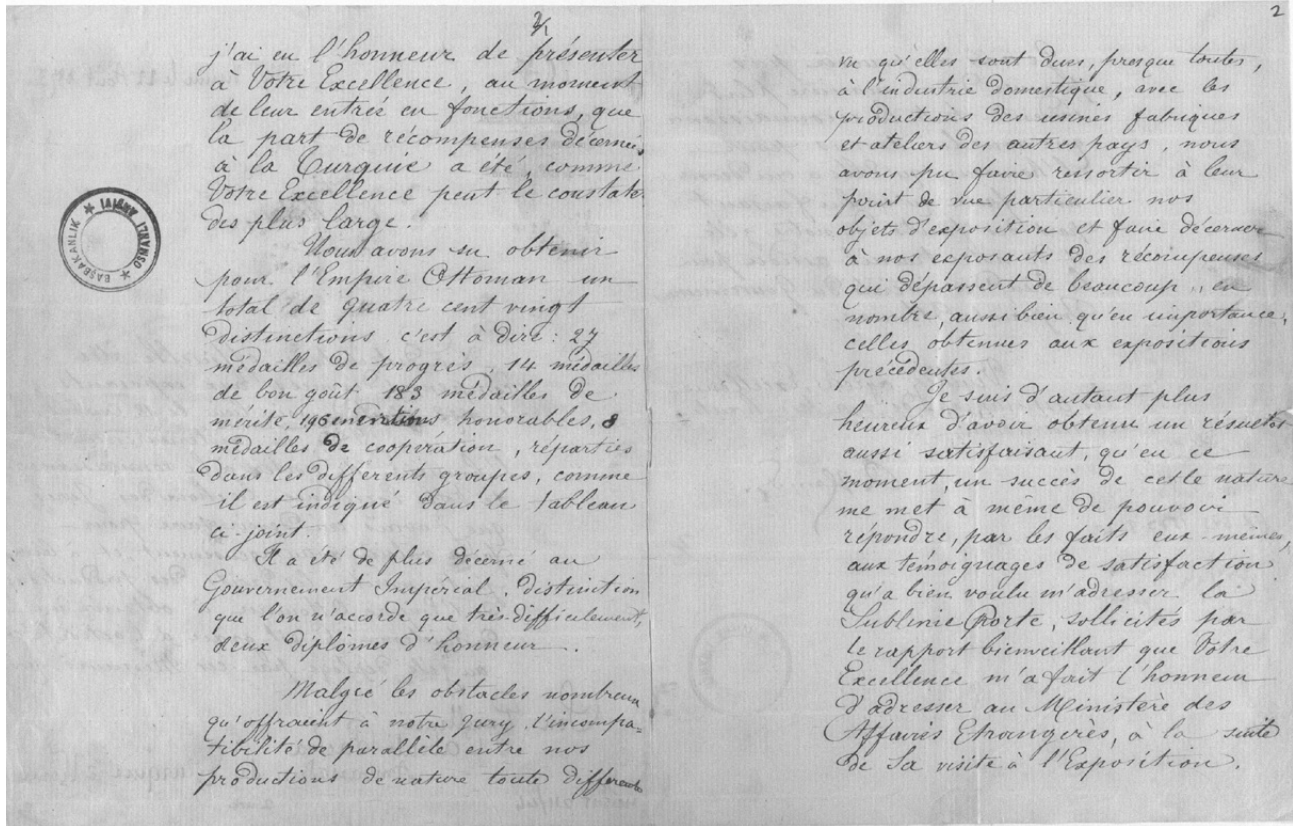 2/1
j'ai eu l'honneur de présenter
à Votre Excellence, au moment
de leur entrée en fonctions, que
la part de récompenses décernées
à la Turquie a été, comme
Votre Excellence peut le constater
des plus large.
Nous avons su obtenir
pour l'Empire Ottoman un
total de quatre cent vingt
distinctions c'est à dire: 27
médailles de progrès, 14 médailles
de bon goût 183 médailles de
mérite, 196 mentions honorables, 8
médailles de coopération, réparties
dans les différents groupes, comme
il est indiqué dans le tableau
ci-joint.
Il a été de plus décerné au
Gouvernement Impérial, distinction
que l'on n'accorde que très-difficilement,
deux diplômes d'honneur.
Malgré les obstacles nombreux
qu'offraient à notre jury l'incompa-
tibilité de parallèle entre nos
productions de nature toute différente
BAŞBAKANLIK * OSMANLI ARŞİVİ *
2
vu qu'elles sont dues, presque toutes,
à l'industrie domestique, avec les
productions des usines fabriques
et ateliers des autres pays, nous
avons pu faire ressortir à leur
point de vue particulier nos
objets d'exposition et faire décerner
à nos exposants des récompenses
qui dépassent de beaucoup, en
nombre, aussi bien qu'en importance,
celles obtenues aux expositions
précédentes.
Je suis d'autant plus
heureux d'avoir obtenu un résultat
aussi satisfaisant, qu'en ce
moment, un succès de cette nature
me met à même de pouvoir
répondre, par les faits eux-mêmes,
aux témoignages de satisfaction
qu'a bien voulu m'adresser la
Sublime Porte, sollicités par
le rapport bienveillant que Votre
Excellence m'a fait l'honneur
d'adresser au Ministère des
Affaires Etrangères, à la suite
de Sa visite à l'Exposition.